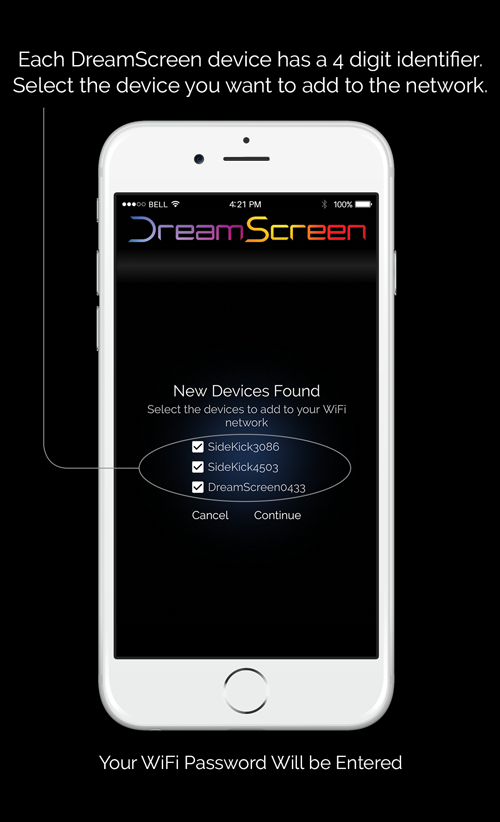 Each DreamScreen device has a 4 digit identifier.
Select the device you want to add to the network.
BELL 4:21 PM 100%
DreamScreen
New Devices Found
Select the devices to add to your WiFi
network
SideKick3086
SideKick4503
DreamScreen0433
Cancel Continue
Your WiFi Password Will be Entered